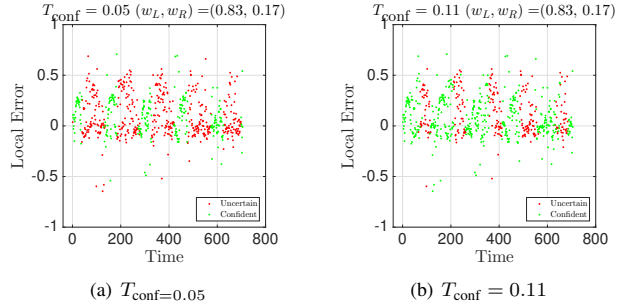 T_conf = 0.05 (w_L, w_R) =(0.83, 0.17)
1
0.5
0
-0.5
-1
Local Error
0 200 400 600 800
Time
Uncertain
Confident
(a) T_conf=0.05
T_conf = 0.11 (w_L, w_R) =(0.83, 0.17)
1
0.5
0
-0.5
-1
Local Error
0 200 400 600 800
Time
Uncertain
Confident
(b) T_conf = 0.11